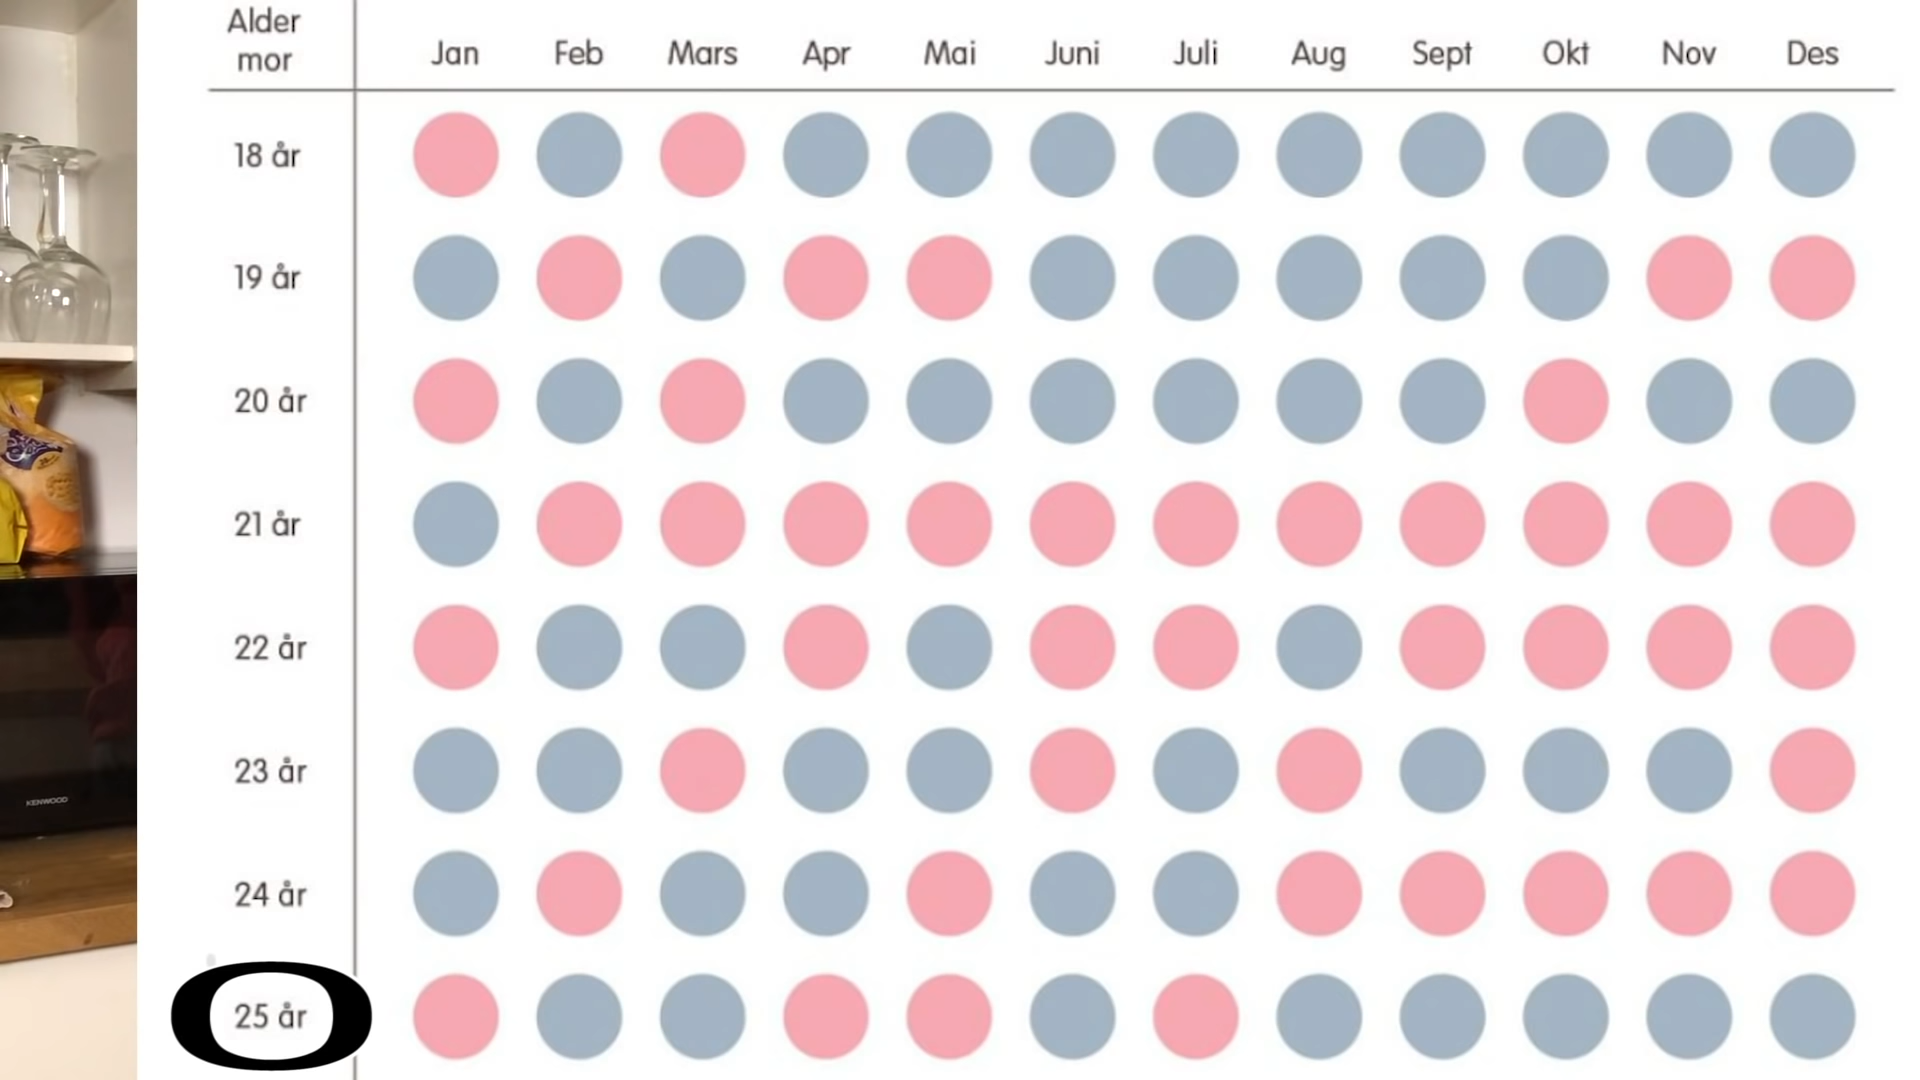 Alder
mor
Jan Feb Mars Apr Mai Juni Juli Aug Sept Okt Nov Des
18 år
19 år
20 år
21 år
22 år
23 år
24 år
25 år
KENWOOD